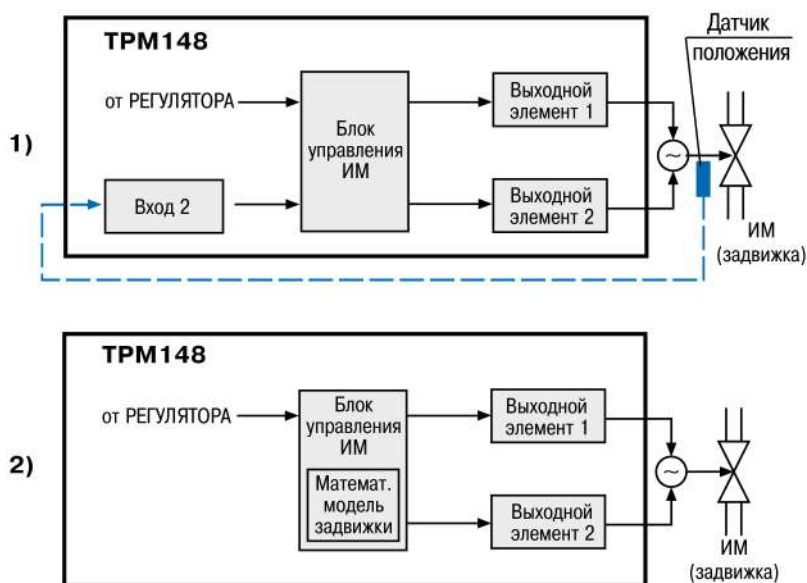 Датчик
положения
ТРМ148
1)
от РЕГУЛЯТОРА
Блок
управления
ИМ
Выходной
элемент 1
Вход 2
Выходной
элемент 2
~
ИМ
(задвижка)
ТРМ148
2)
от РЕГУЛЯТОРА
Блок
управления
ИМ
Математ.
модель
задвижки
Выходной
элемент 1
Выходной
элемент 2
~
ИМ
(задвижка)